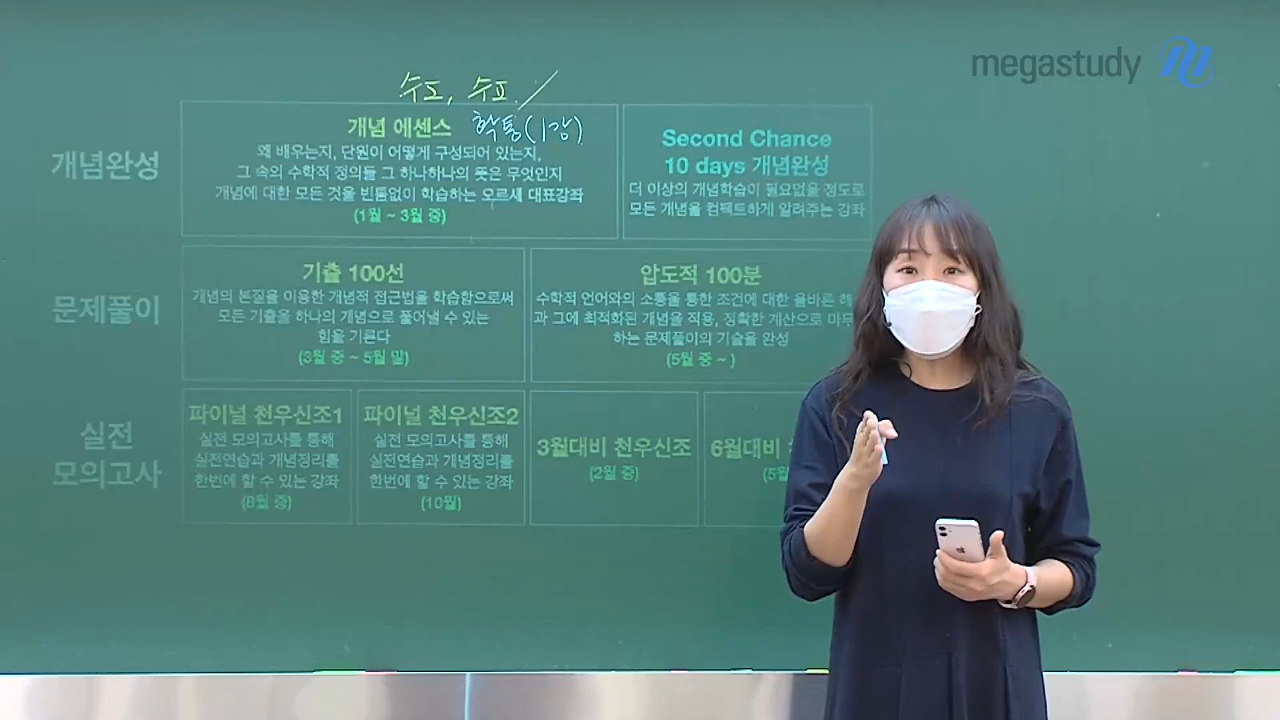 megastudy
수도, 수표.
개념 에센스 확통(1강)
왜 배우는지, 단원이 어떻게 구성되어 있는지,
그 속의 수학적 정의들 그 하나하나의 뜻은 무엇인지
개념에 대한 모든 것을 빈틈없이 학습하는 오르새 대표강좌
(1월 ~ 3월 중)
Second Chance
10 days 개념완성
더 이상의 개념학습이 필요없을 정도로
모든 개념을 컴팩트하게 알려주는 강좌
개념완성
기출 100선
개념의 본질을 이용한 개념적 접근법을 학습함으로써
모든 기출을 하나의 개념으로 풀어낼 수 있는
힘을 기른다
(3월 중 ~ 5월 말)
압도적 100분
수학적 언어와의 소통을 통한 조건에 대한 올바른 해
과 그에 최적화된 개념을 적용, 정확한 계산으로 마무
하는 문제풀이의 기술을 완성
(5월 중 ~ )
문제풀이
파이널 천우신조1
실전 모의고사를 통해
실전연습과 개념정리를
한번에 할 수 있는 강좌
(8월 중)
파이널 천우신조2
실전 모의고사를 통해
실전연습과 개념정리를
한번에 할 수 있는 강좌
(10월)
3월대비 천우신조
(2월 중)
6월대비
(5월
실전
모의고사